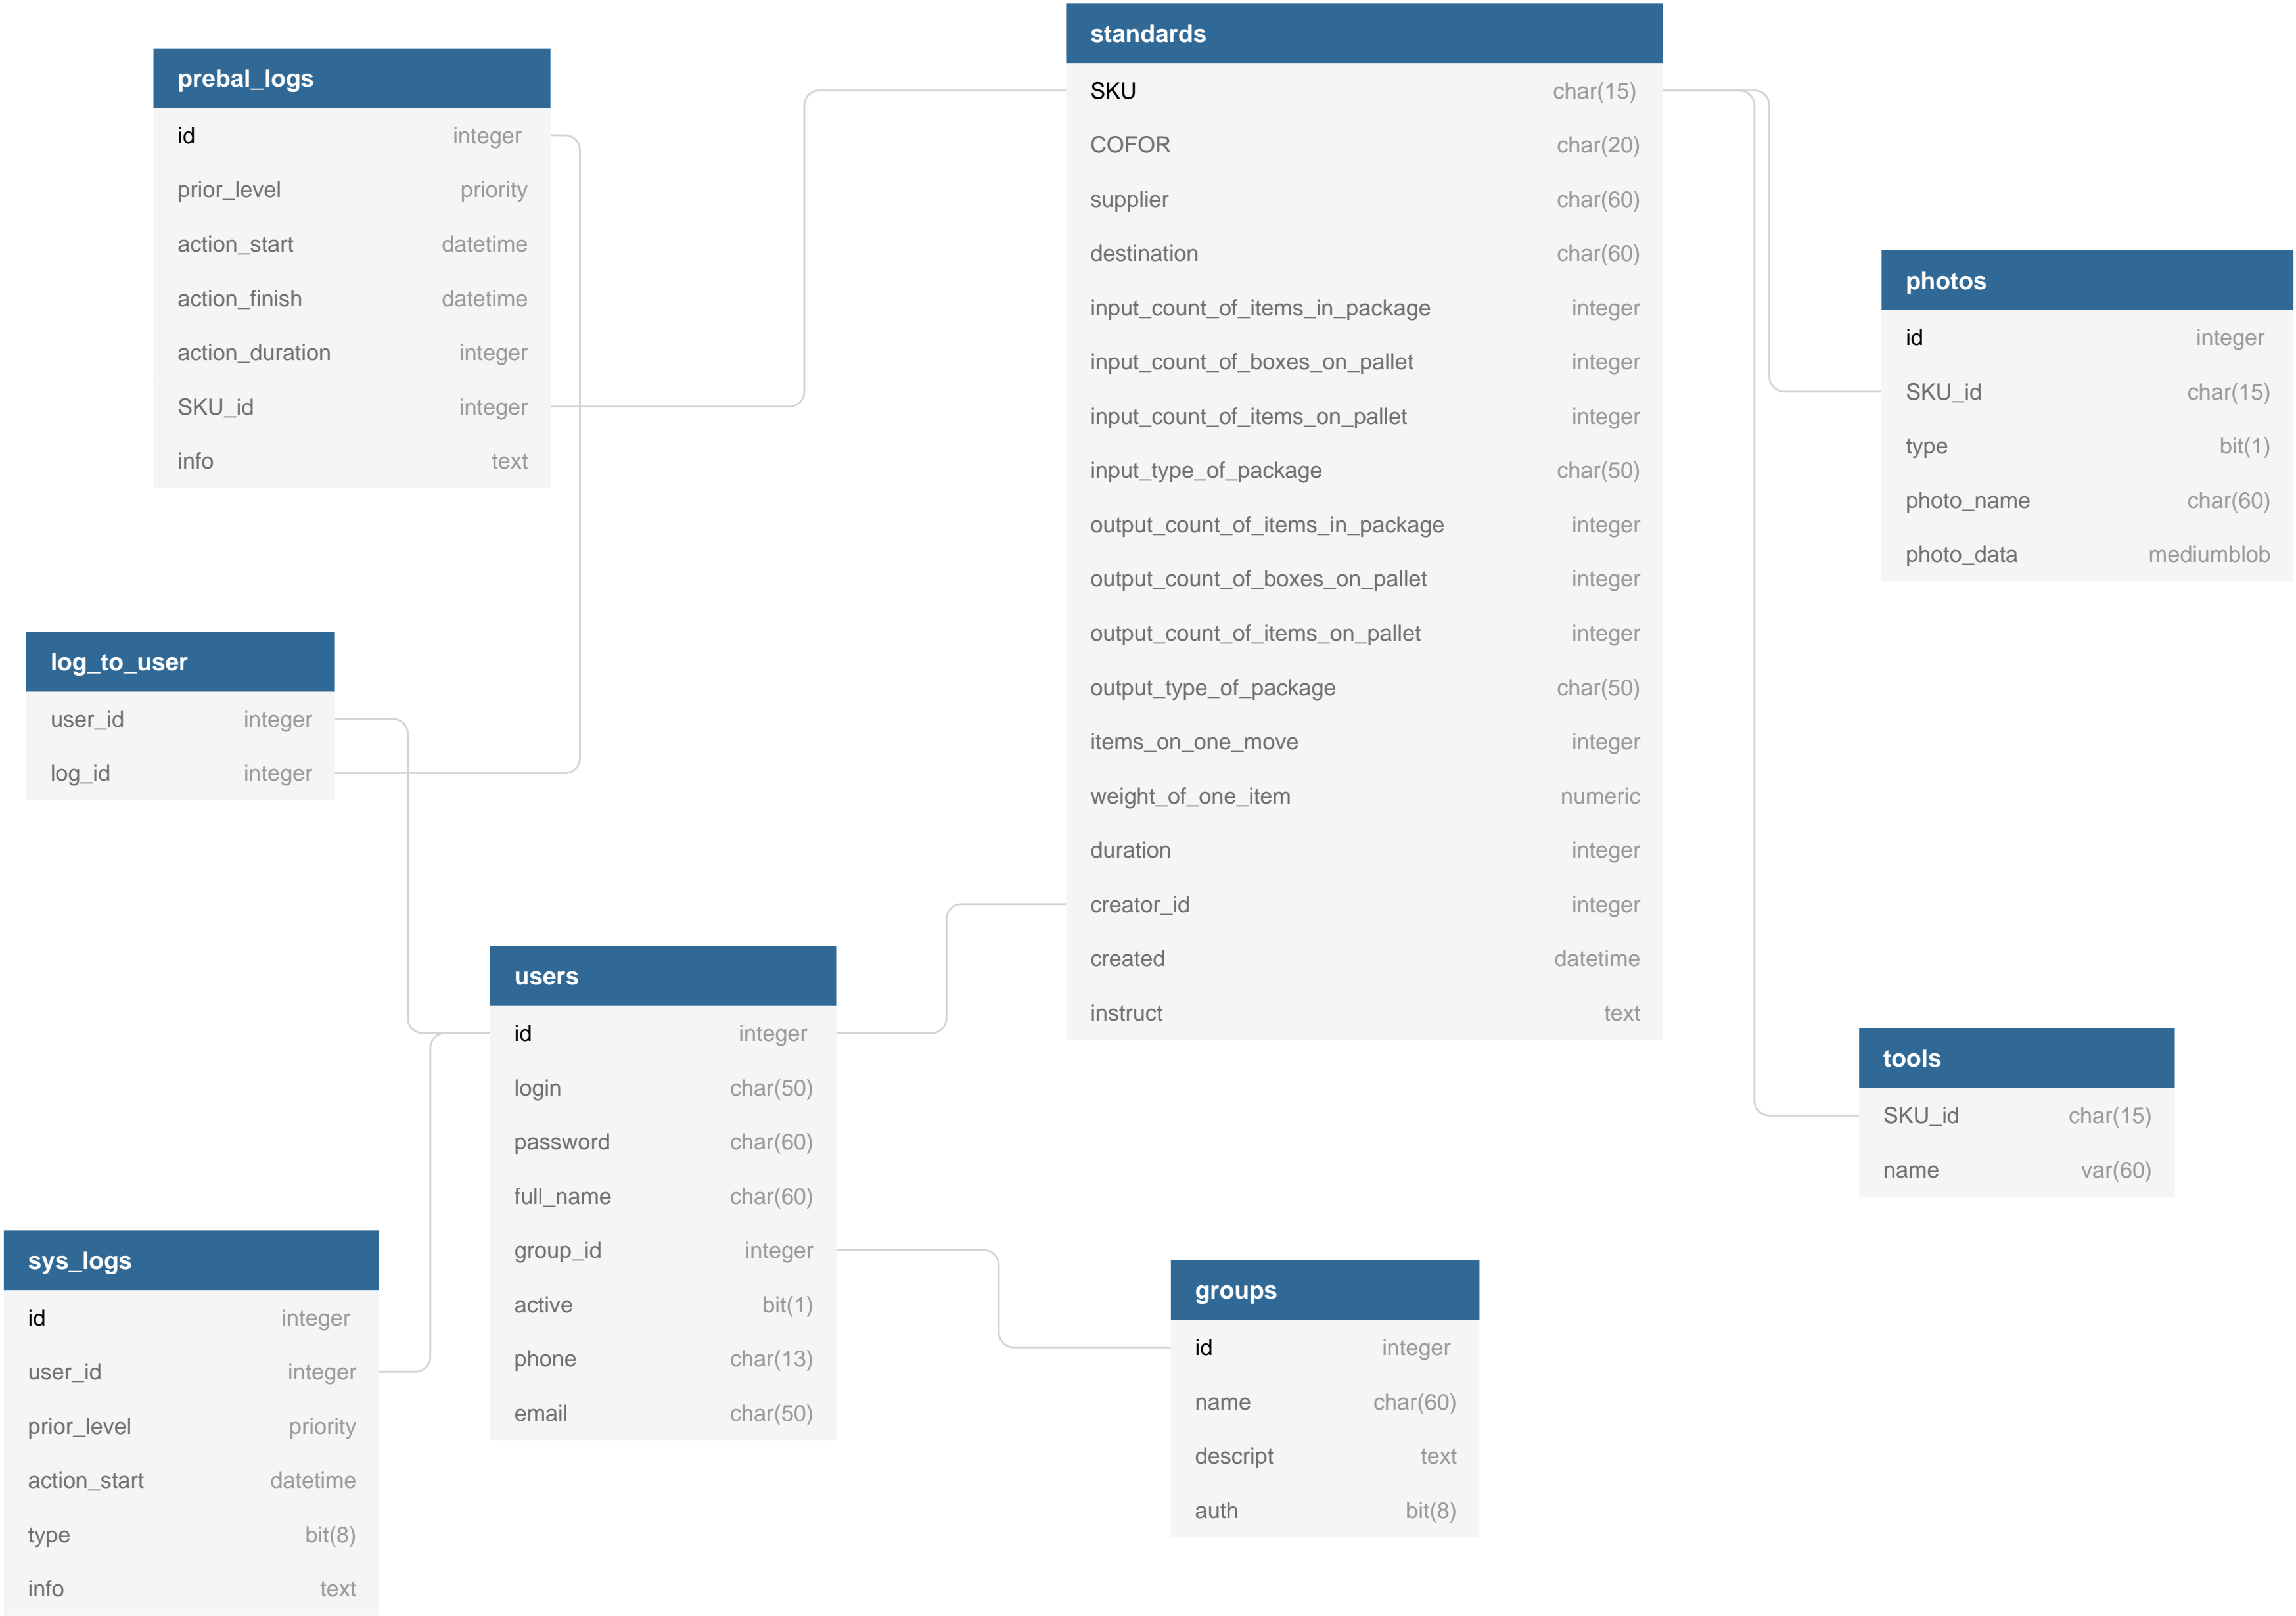 prebal_logs
id integer
prior_level priority
action_start datetime
action_finish datetime
action_duration integer
SKU_id integer
info text
standards
SKU char(15)
COFOR char(20)
supplier char(60)
destination char(60)
input_count_of_items_in_package integer
input_count_of_boxes_on_pallet integer
input_count_of_items_on_pallet integer
input_type_of_package char(50)
output_count_of_items_in_package integer
output_count_of_boxes_on_pallet integer
output_count_of_items_on_pallet integer
output_type_of_package char(50)
items_on_one_move integer
weight_of_one_item numeric
duration integer
creator_id integer
created datetime
instruct text
photos
id integer
SKU_id char(15)
type bit(1)
photo_name char(60)
photo_data mediumblob
log_to_user
user_id integer
log_id integer
users
id integer
login char(50)
password char(60)
full_name char(60)
group_id integer
active bit(1)
phone char(13)
email char(50)
tools
SKU_id char(15)
name var(60)
sys_logs
id integer
user_id integer
prior_level priority
action_start datetime
type bit(8)
info text
groups
id integer
name char(60)
descript text
auth bit(8)